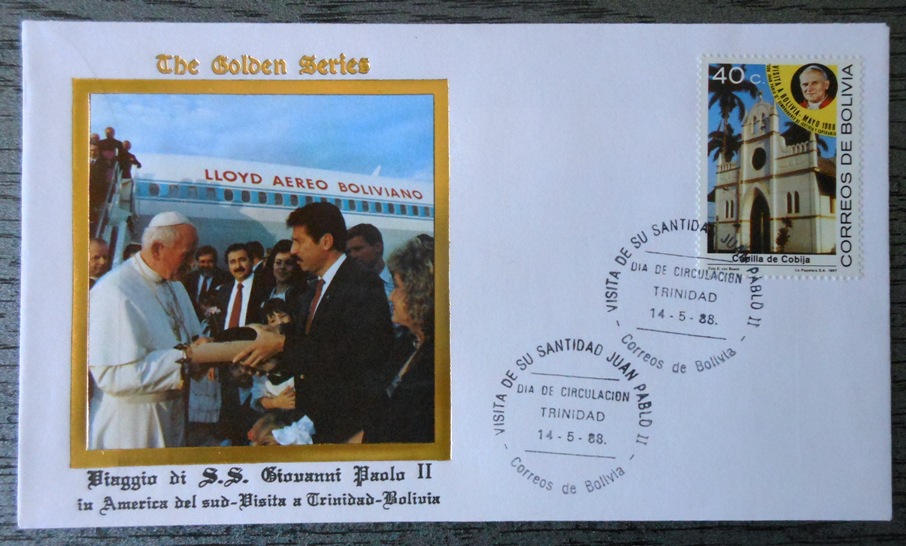 The Golden Series
LLOYD AEREO BOLIVIANO
Viaggio di S.S. Giovanni Paolo II
in America del sud-Visita a Trinidad-Bolivia
40 c.
VISITA A BOLIVIA-MAYO 1988
CORREOS DE BOLIVIA
Capilla de Cobija
VISITA DE SU SANTIDAD JUAN PABLO II
DIA DE CIRCULACION
TRINIDAD
14-5-88.
- Correos de Bolivia -
VISITA DE SU SANTIDAD JUAN PABLO II
DIA DE CIRCULACION
TRINIDAD
14-5-88.
- Correos de Bolivia -